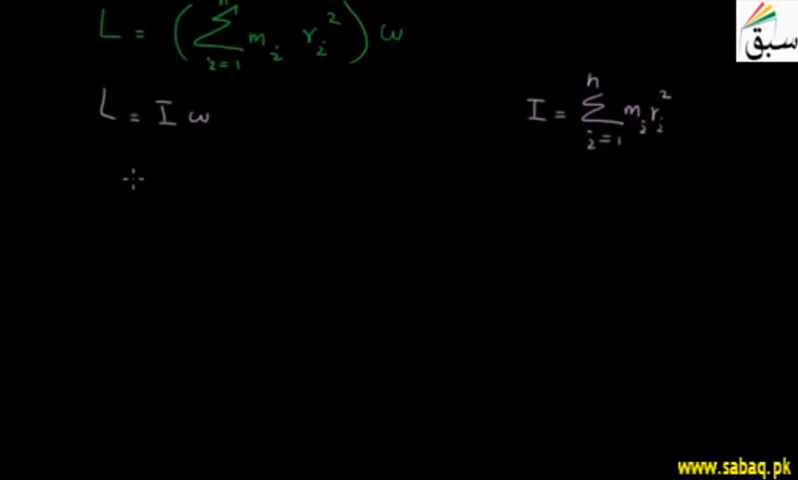 L = (∑ᵢ₌₁ⁿ mᵢ rᵢ²) ω
L = I ω
I = ∑ᵢ₌₁ⁿ mᵢ rᵢ²
سبق
www.sabaq.pk